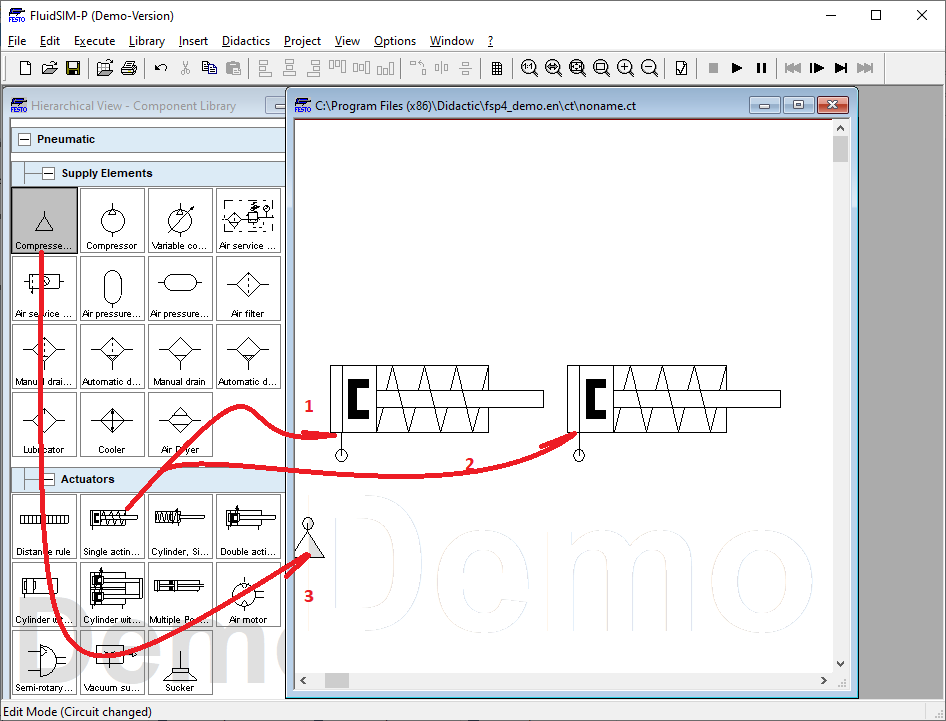 FluidSIM-P (Demo-Version)
File Edit Execute Library Insert Didactics Project View Options Window ?
FESTO Hierarchical View - Component Library
FESTO C:\Program Files (x86)\Didactic\fsp4_demo.en\ct\noname.ct
Pneumatic
Supply Elements
Compresse... Compressor Variable co... Air service ...
Air service ... Air pressure... Air pressure... Air filter
Manual drai... Automatic d... Manual drain Automatic d...
Lubricator Cooler Air Dryer
1
2
Actuators
Distance rule Single actin... Cylinder, Si... Double acti...
Demo
Cylinder wit... Cylinder wit... Multiple Po... Air motor
3
Demo
Semi-rotary... Vacuum su... Sucker
Edit Mode (Circuit changed)